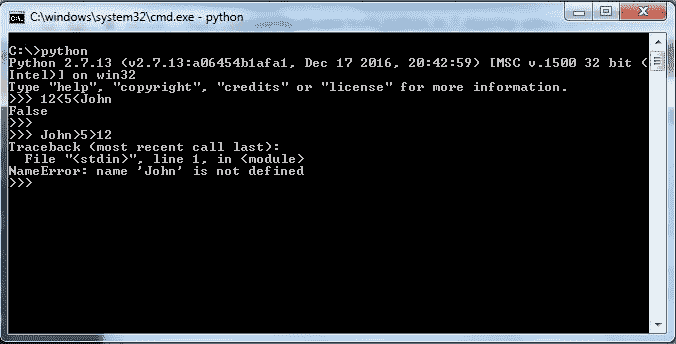 C:\windows\system32\cmd.exe - python
C:\>python
Python 2.7.13 (v2.7.13:a06454b1afa1, Dec 17 2016, 20:42:59) [MSC v.1500 32 bit (
Intel)] on win32
Type "help", "copyright", "credits" or "license" for more information.
>>> 12<5<John
False
>>>
>>> John>5>12
Traceback (most recent call last):
  File "<stdin>", line 1, in <module>
NameError: name 'John' is not defined
>>>